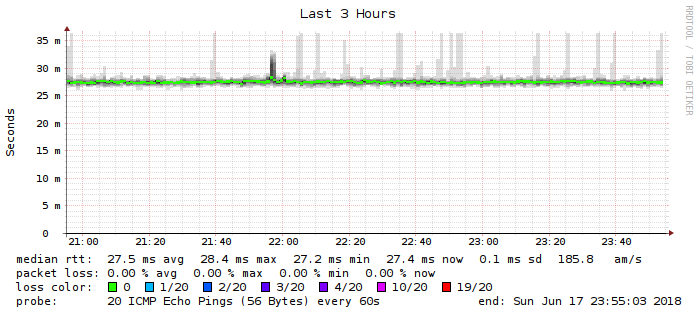 Last 3 Hours
RRDTOOL / TOBI OETIKER
Seconds
35 m
30 m
25 m
20 m
15 m
10 m
5 m
0
21:00 21:20 21:40 22:00 22:20 22:40 23:00 23:20 23:40
median rtt: 27.5 ms avg 28.4 ms max 27.2 ms min 27.4 ms now 0.1 ms sd 185.8 am/s
packet loss: 0.00 % avg 0.00 % max 0.00 % min 0.00 % now
loss color: 0 1/20 2/20 3/20 4/20 10/20 19/20
probe: 20 ICMP Echo Pings (56 Bytes) every 60s end: Sun Jun 17 23:55:03 2018